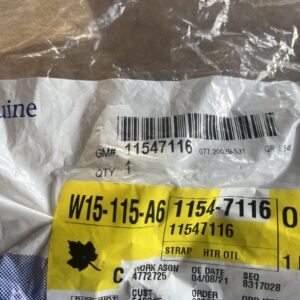 uine
GM# 11547116 077.20039-531
QTY 1
W15-115-A6 1154-7116
11547116
STRAP HTR OTL
C WORK ASGN OE DATE SEQ
4772725 04/08/21 8317028
CUST